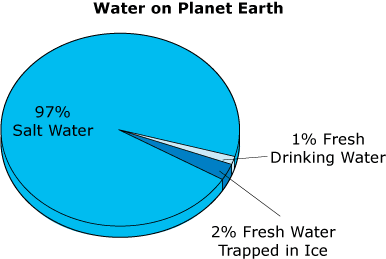 Water on Planet Earth
97%
Salt Water
1% Fresh
Drinking Water
2% Fresh Water
Trapped in Ice